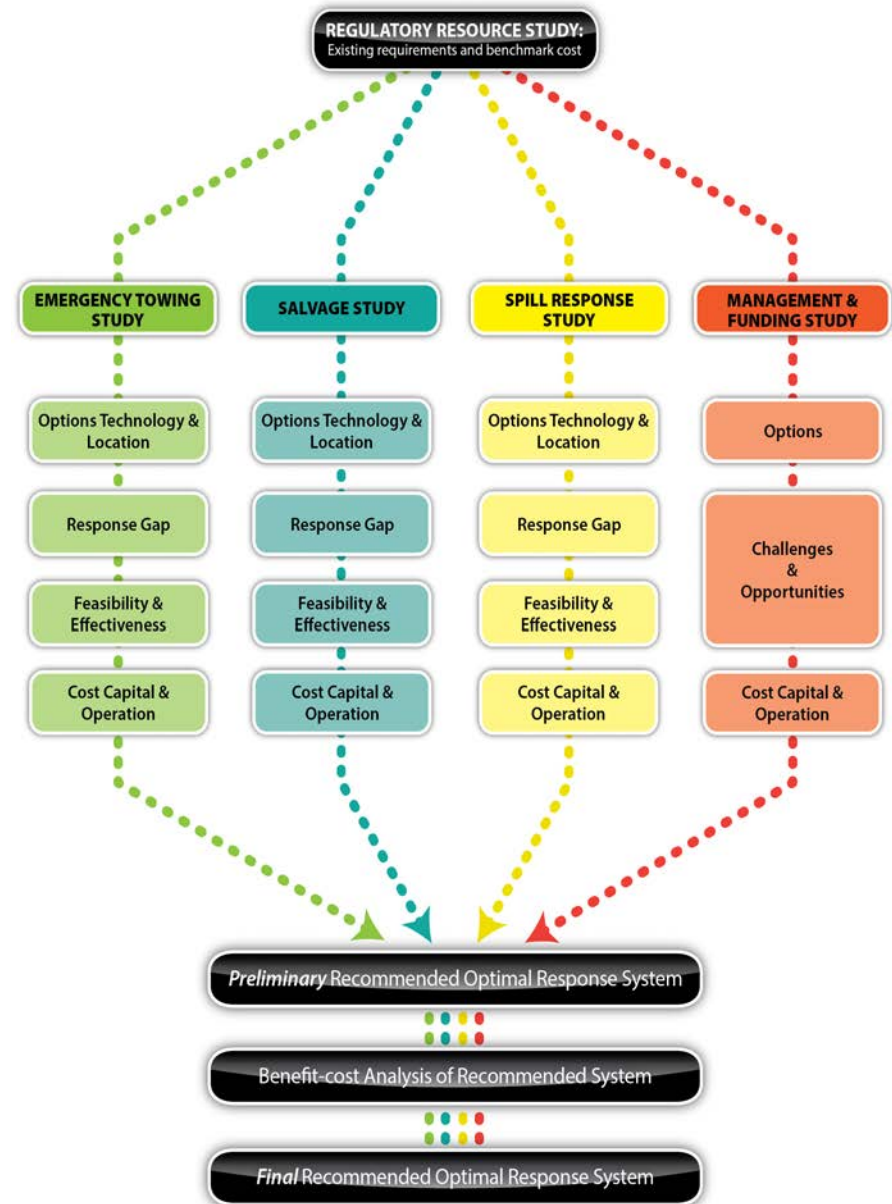 REGULATORY RESOURCE STUDY:
Existing requirements and benchmark cost
EMERGENCY TOWING
STUDY
SALVAGE STUDY
SPILL RESPONSE
STUDY
MANAGEMENT &
FUNDING STUDY
Options Technology &
Location
Options Technology &
Location
Options Technology &
Location
Options
Response Gap
Response Gap
Response Gap
Challenges
&
Opportunities
Feasibility &
Effectiveness
Feasibility &
Effectiveness
Feasibility &
Effectiveness
Cost Capital &
Operation
Cost Capital &
Operation
Cost Capital &
Operation
Cost Capital &
Operation
Preliminary Recommended Optimal Response System
Benefit-cost Analysis of Recommended System
Final Recommended Optimal Response System